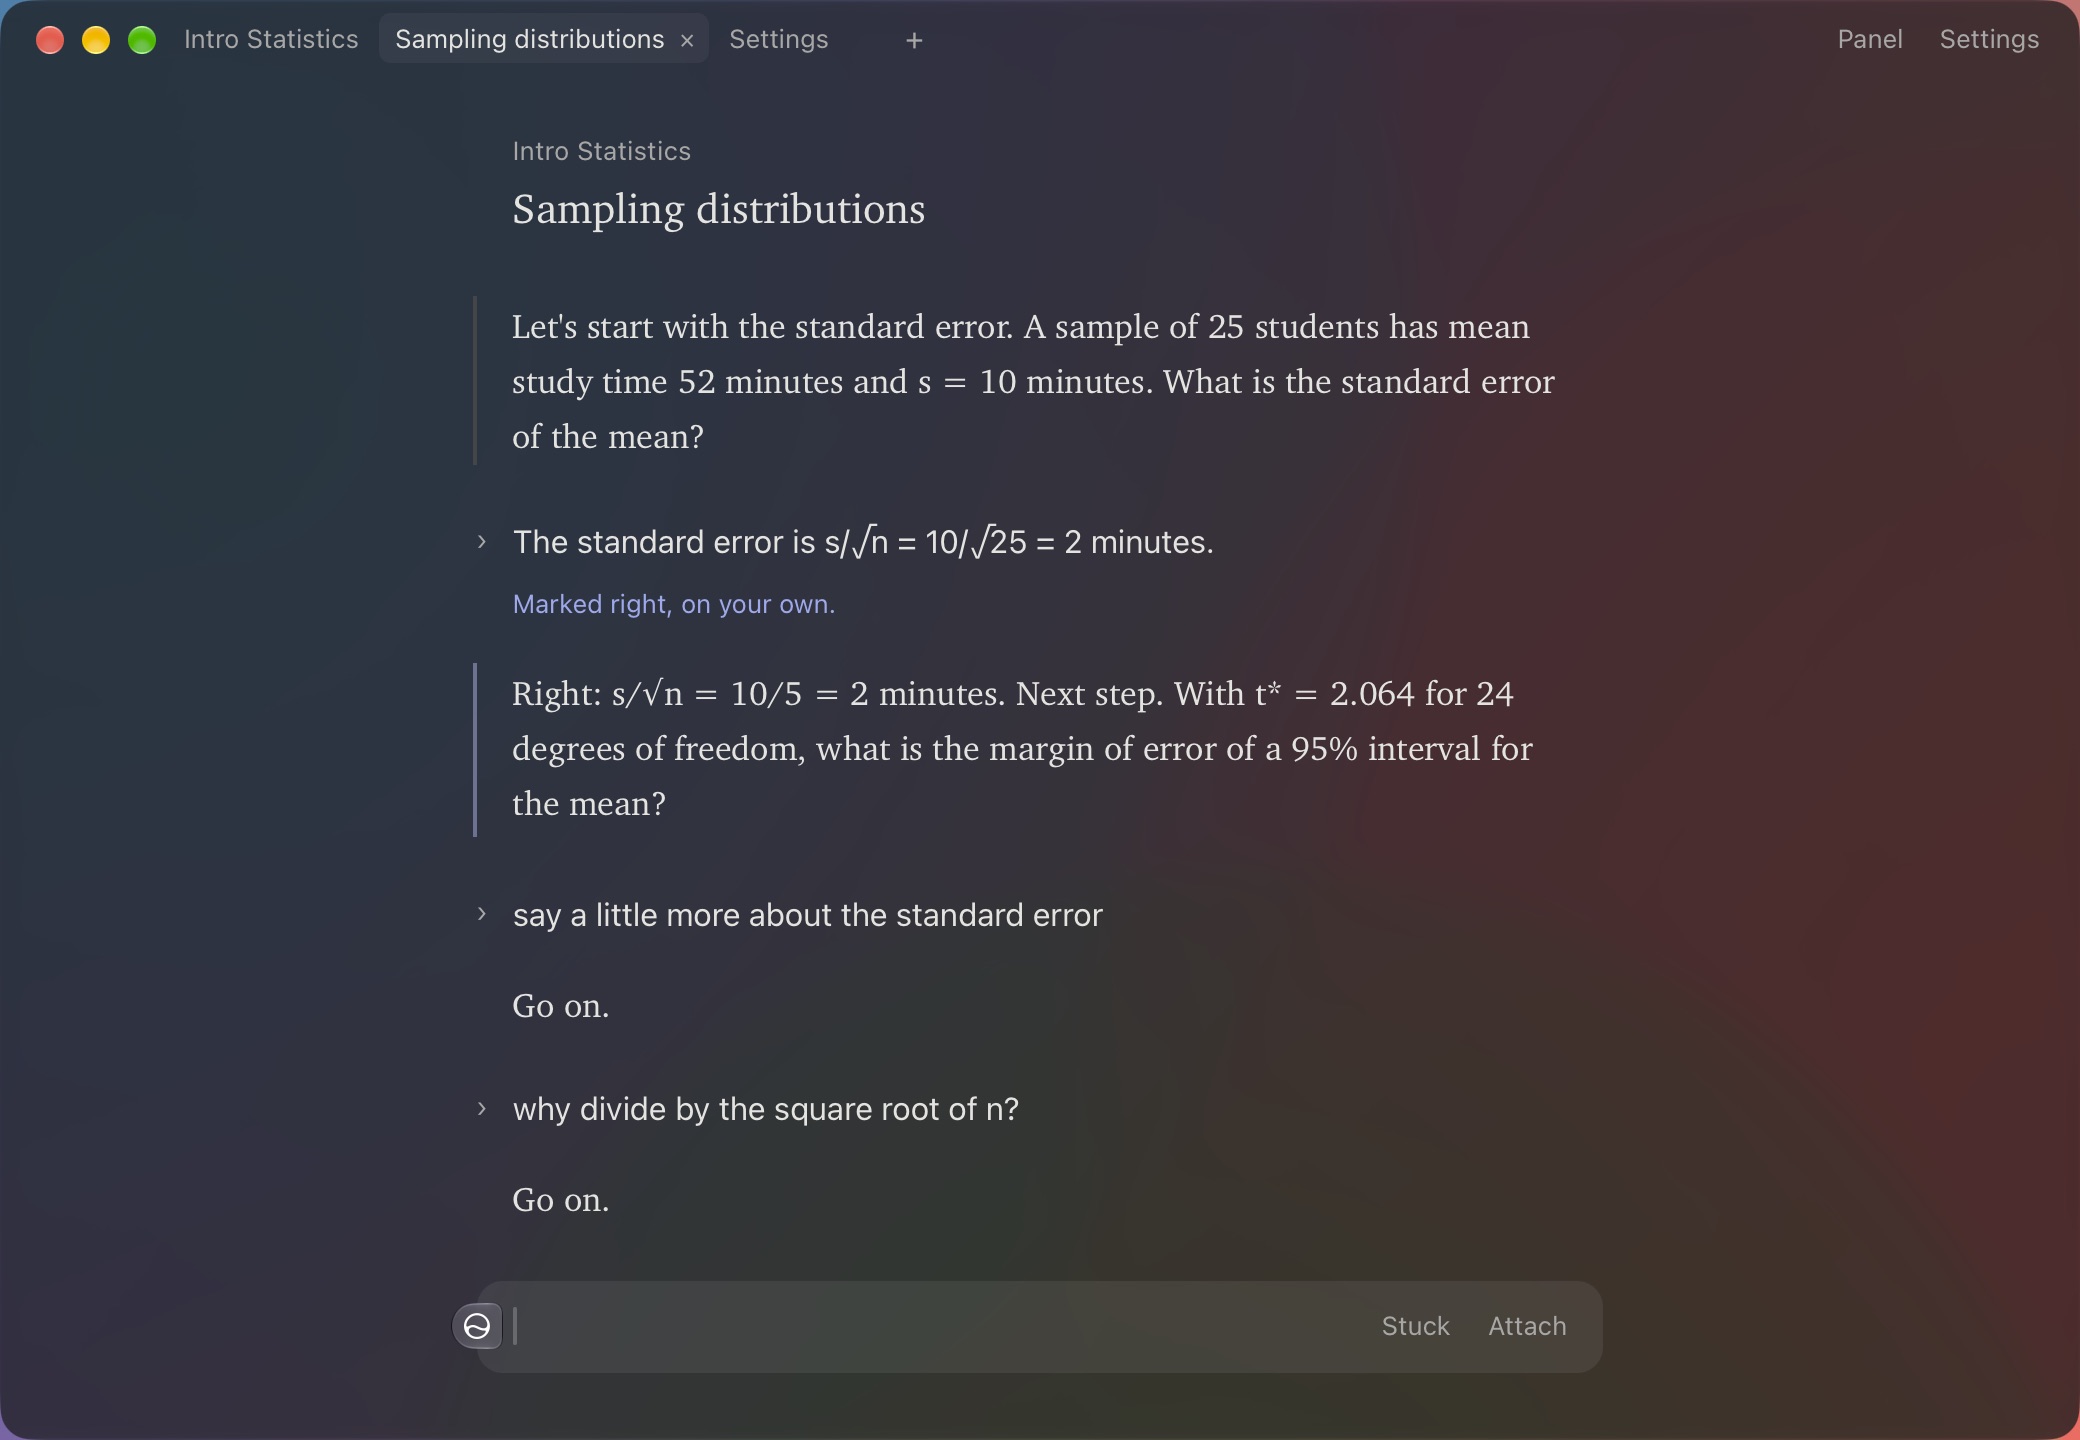 Intro Statistics
Sampling distributions ×
Settings
+
Panel
Settings
Intro Statistics
Sampling distributions
Let's start with the standard error. A sample of 25 students has mean
study time 52 minutes and s = 10 minutes. What is the standard error
of the mean?
› The standard error is s/√n = 10/√25 = 2 minutes.
Marked right, on your own.
Right: s/√n = 10/5 = 2 minutes. Next step. With t* = 2.064 for 24
degrees of freedom, what is the margin of error of a 95% interval for
the mean?
› say a little more about the standard error
Go on.
› why divide by the square root of n?
Go on.
Stuck
Attach